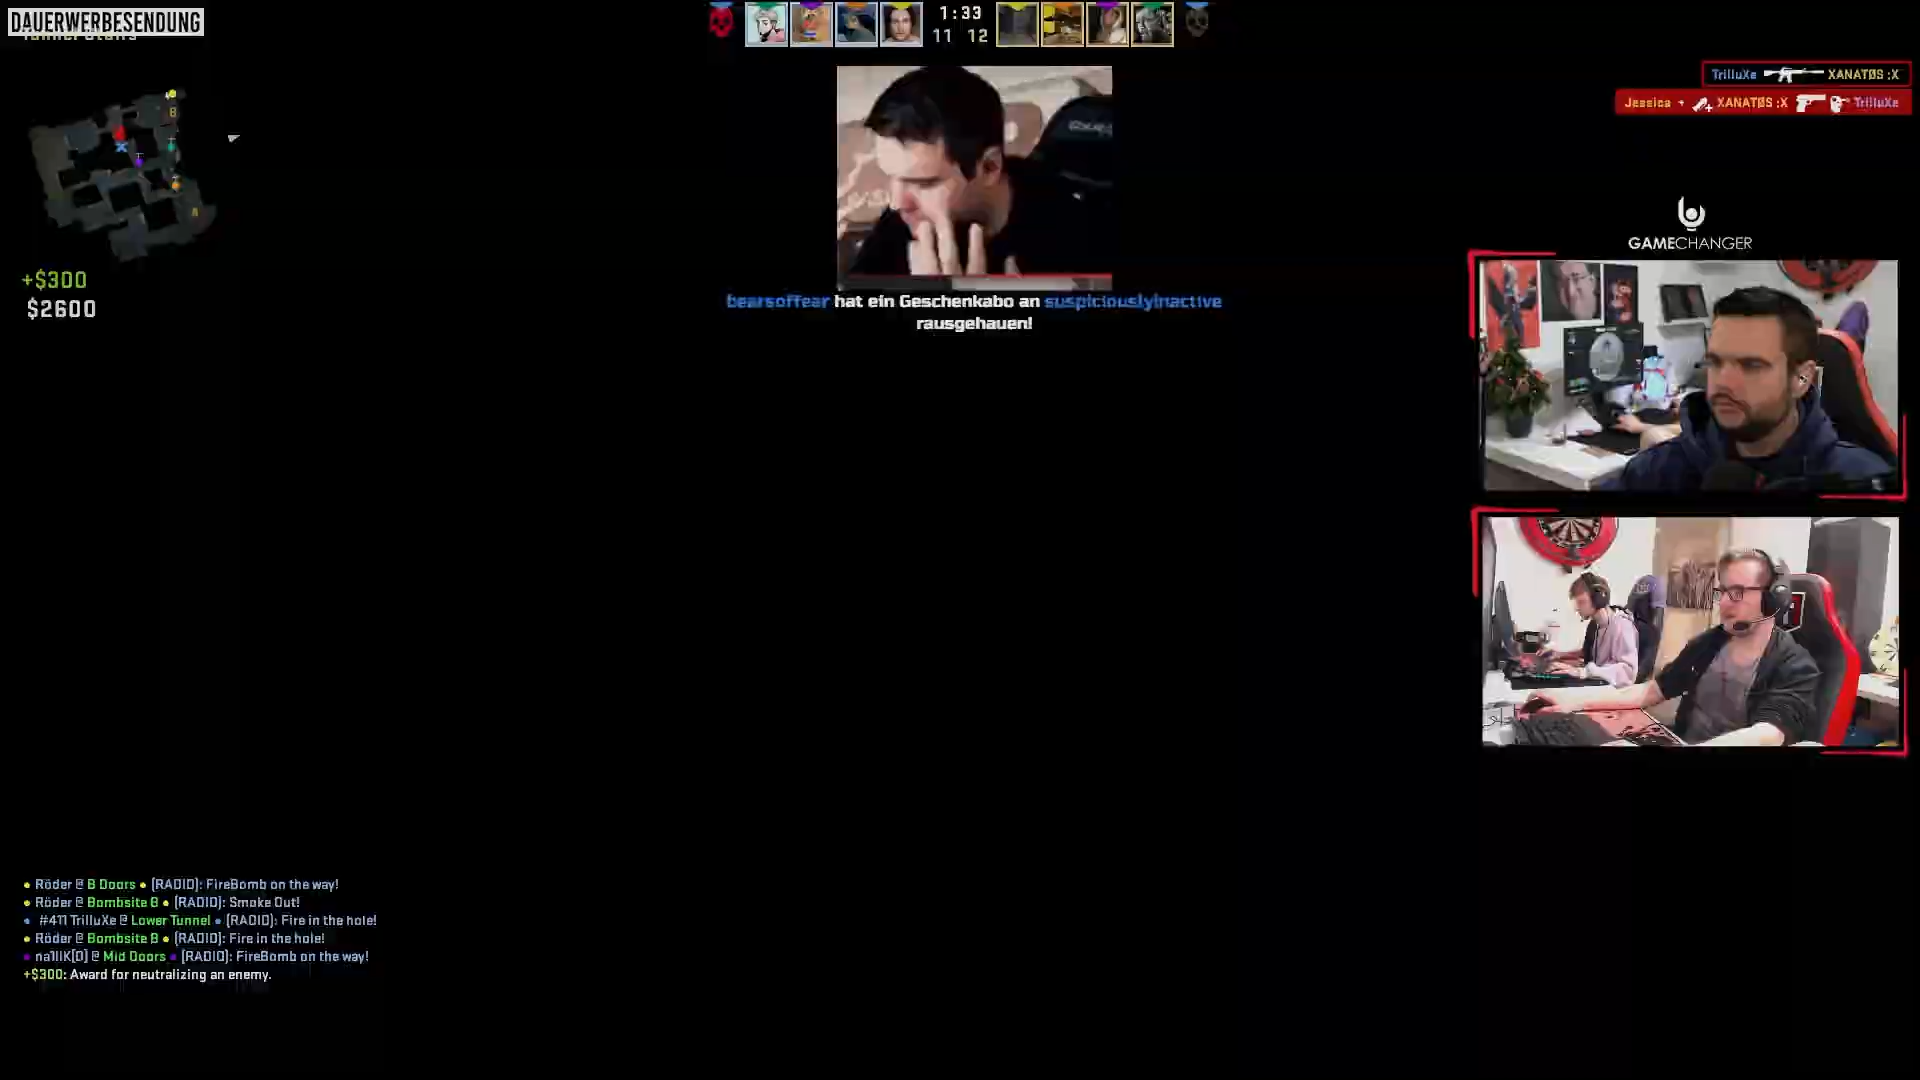 DAUERWERBESENDUNG
1:33
11 12
TrilluXe XANATØS ;X
Jessica + XANATØS ;X TrilluXe
B
A
+$300
$2600
GAMECHANGER
bearsoffear hat ein Geschenkabo an suspiciouslyinactive
rausgehauen!
Röder @ B Doors • (RADIO): FireBomb on the way!
Röder @ Bombsite B • (RADIO): Smoke Out!
#411 TrilluXe @ Lower Tunnel • (RADIO): Fire in the hole!
Röder @ Bombsite B • (RADIO): Fire in the hole!
na1lIK[0] @ Mid Doors • (RADIO): FireBomb on the way!
+$300: Award for neutralizing an enemy.